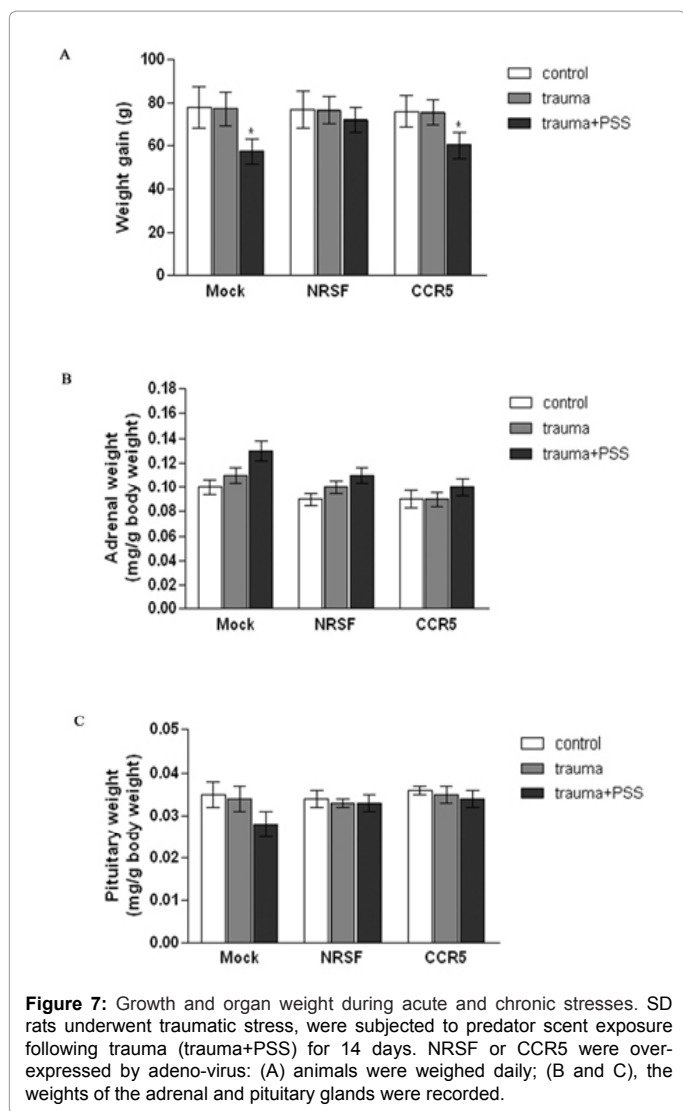 A
Weight gain (g)
100
80
60
40
20
0
*
*
Mock
NRSF
CCR5
control
trauma
trauma+PSS
B
Adrenal weight
(mg/g body weight)
0.18
0.16
0.14
0.12
0.10
0.08
0.06
0.04
0.02
0.00
Mock
NRSF
CCR5
control
trauma
trauma+PSS
C
Pituitary weight
(mg/g body weight)
0.05
0.04
0.03
0.02
0.01
0.00
Mock
NRSF
CCR5
control
trauma
trauma+PSS
Figure 7: Growth and organ weight during acute and chronic stresses. SD
rats underwent traumatic stress, were subjected to predator scent exposure
following trauma (trauma+PSS) for 14 days. NRSF or CCR5 were over-
expressed by adeno-virus: (A) animals were weighed daily; (B and C), the
weights of the adrenal and pituitary glands were recorded.